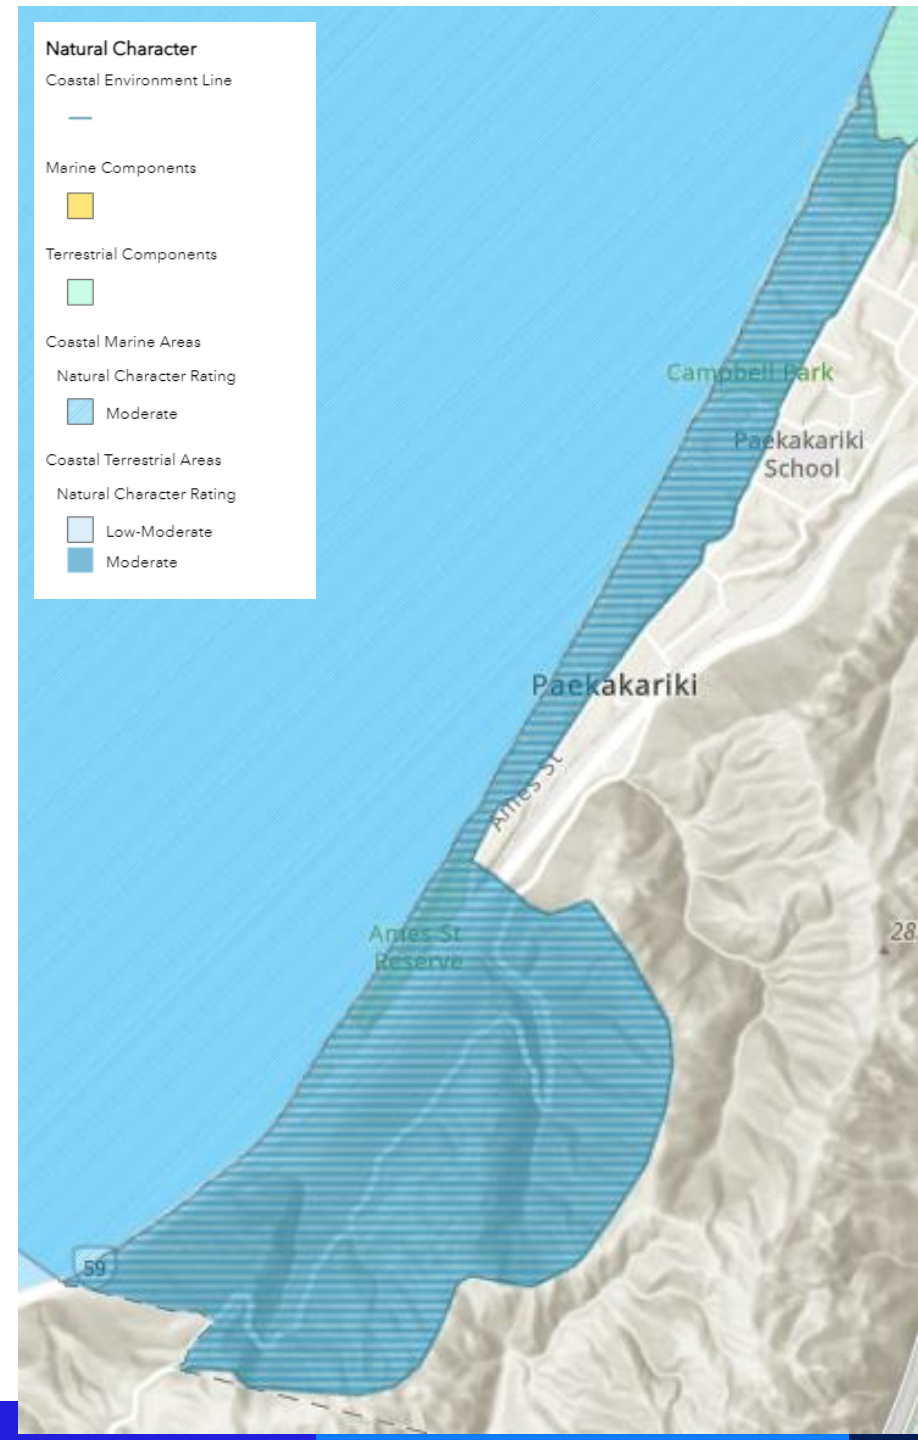 Natural Character
Coastal Environment Line
Marine Components
Terrestrial Components
Coastal Marine Areas
Natural Character Rating
Moderate
Coastal Terrestrial Areas
Natural Character Rating
Low-Moderate
Moderate
Campbell Park
Paekakariki
School
Paekakariki
Ames St
Ames St
Reserve
28
59